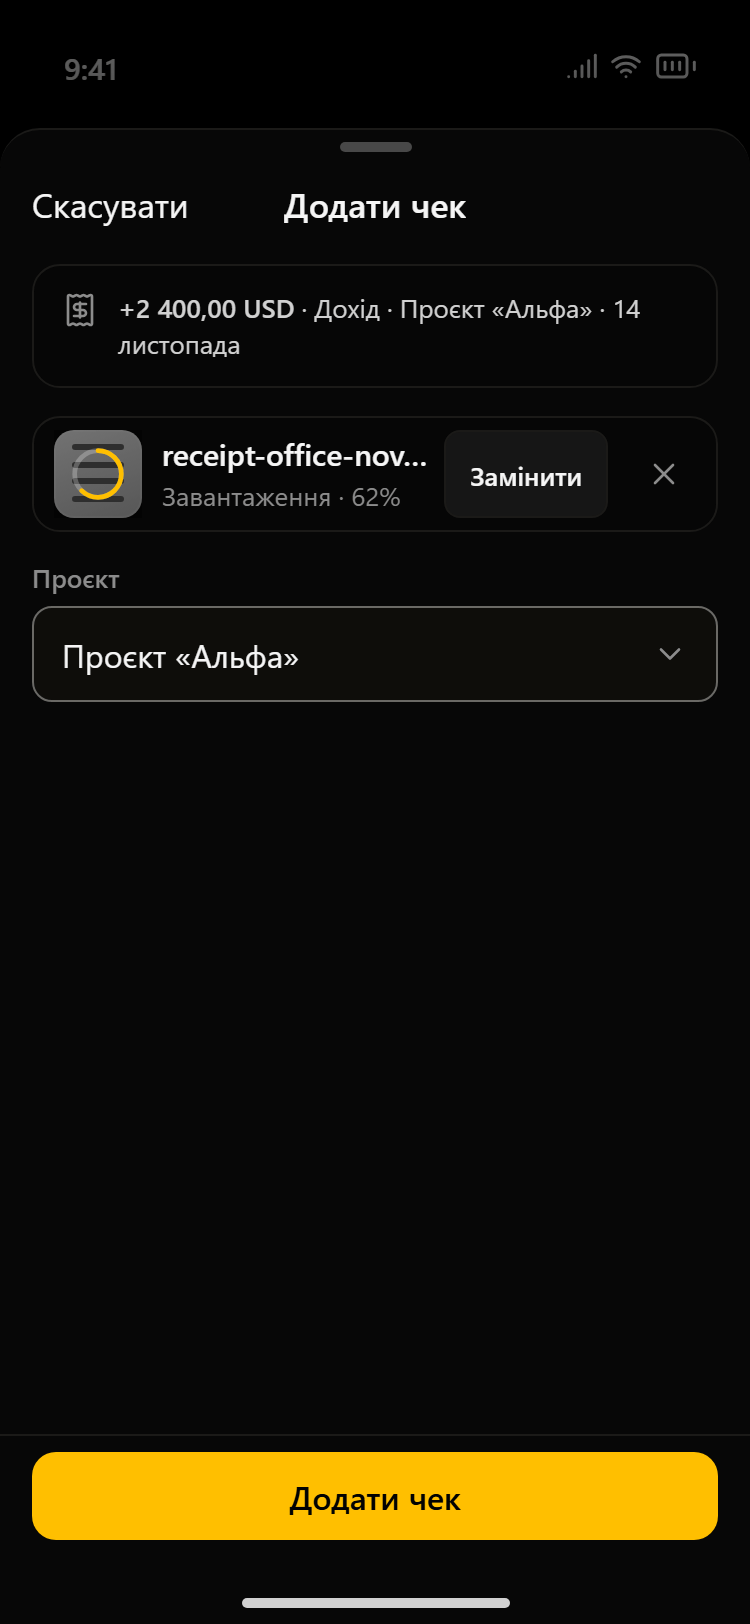 9:41
Скасувати
Додати чек
+2 400,00 USD · Дохід · Проєкт «Альфа» · 14
листопада
receipt-office-nov...
Завантаження · 62%
Замінити
Проєкт
Проєкт «Альфа»
Додати чек